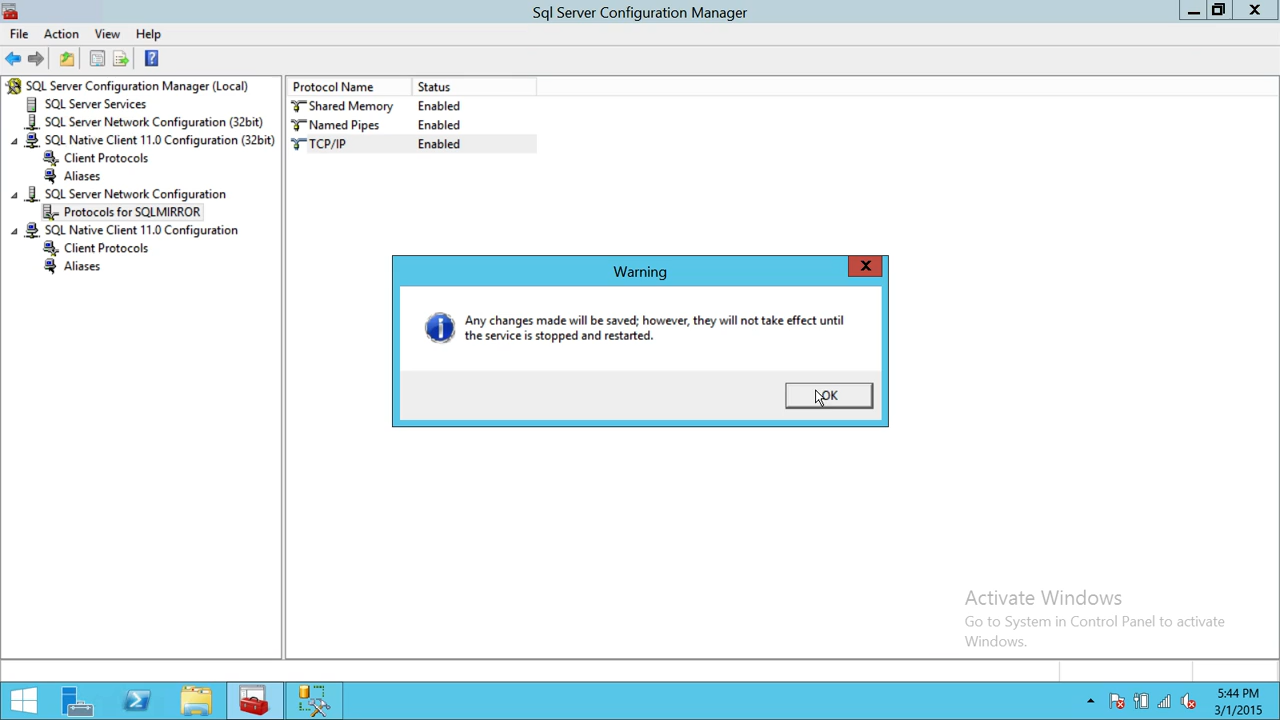 Sql Server Configuration Manager
File Action View Help
SQL Server Configuration Manager (Local)
SQL Server Services
SQL Server Network Configuration (32bit)
SQL Native Client 11.0 Configuration (32bit)
Client Protocols
Aliases
SQL Server Network Configuration
Protocols for SQLMIRROR
SQL Native Client 11.0 Configuration
Client Protocols
Aliases
Protocol Name Status
Shared Memory Enabled
Named Pipes Enabled
TCP/IP Enabled
Warning
Any changes made will be saved; however, they will not take effect until
the service is stopped and restarted.
OK
Activate Windows
Go to System in Control Panel to activate
Windows.
5:44 PM
3/1/2015